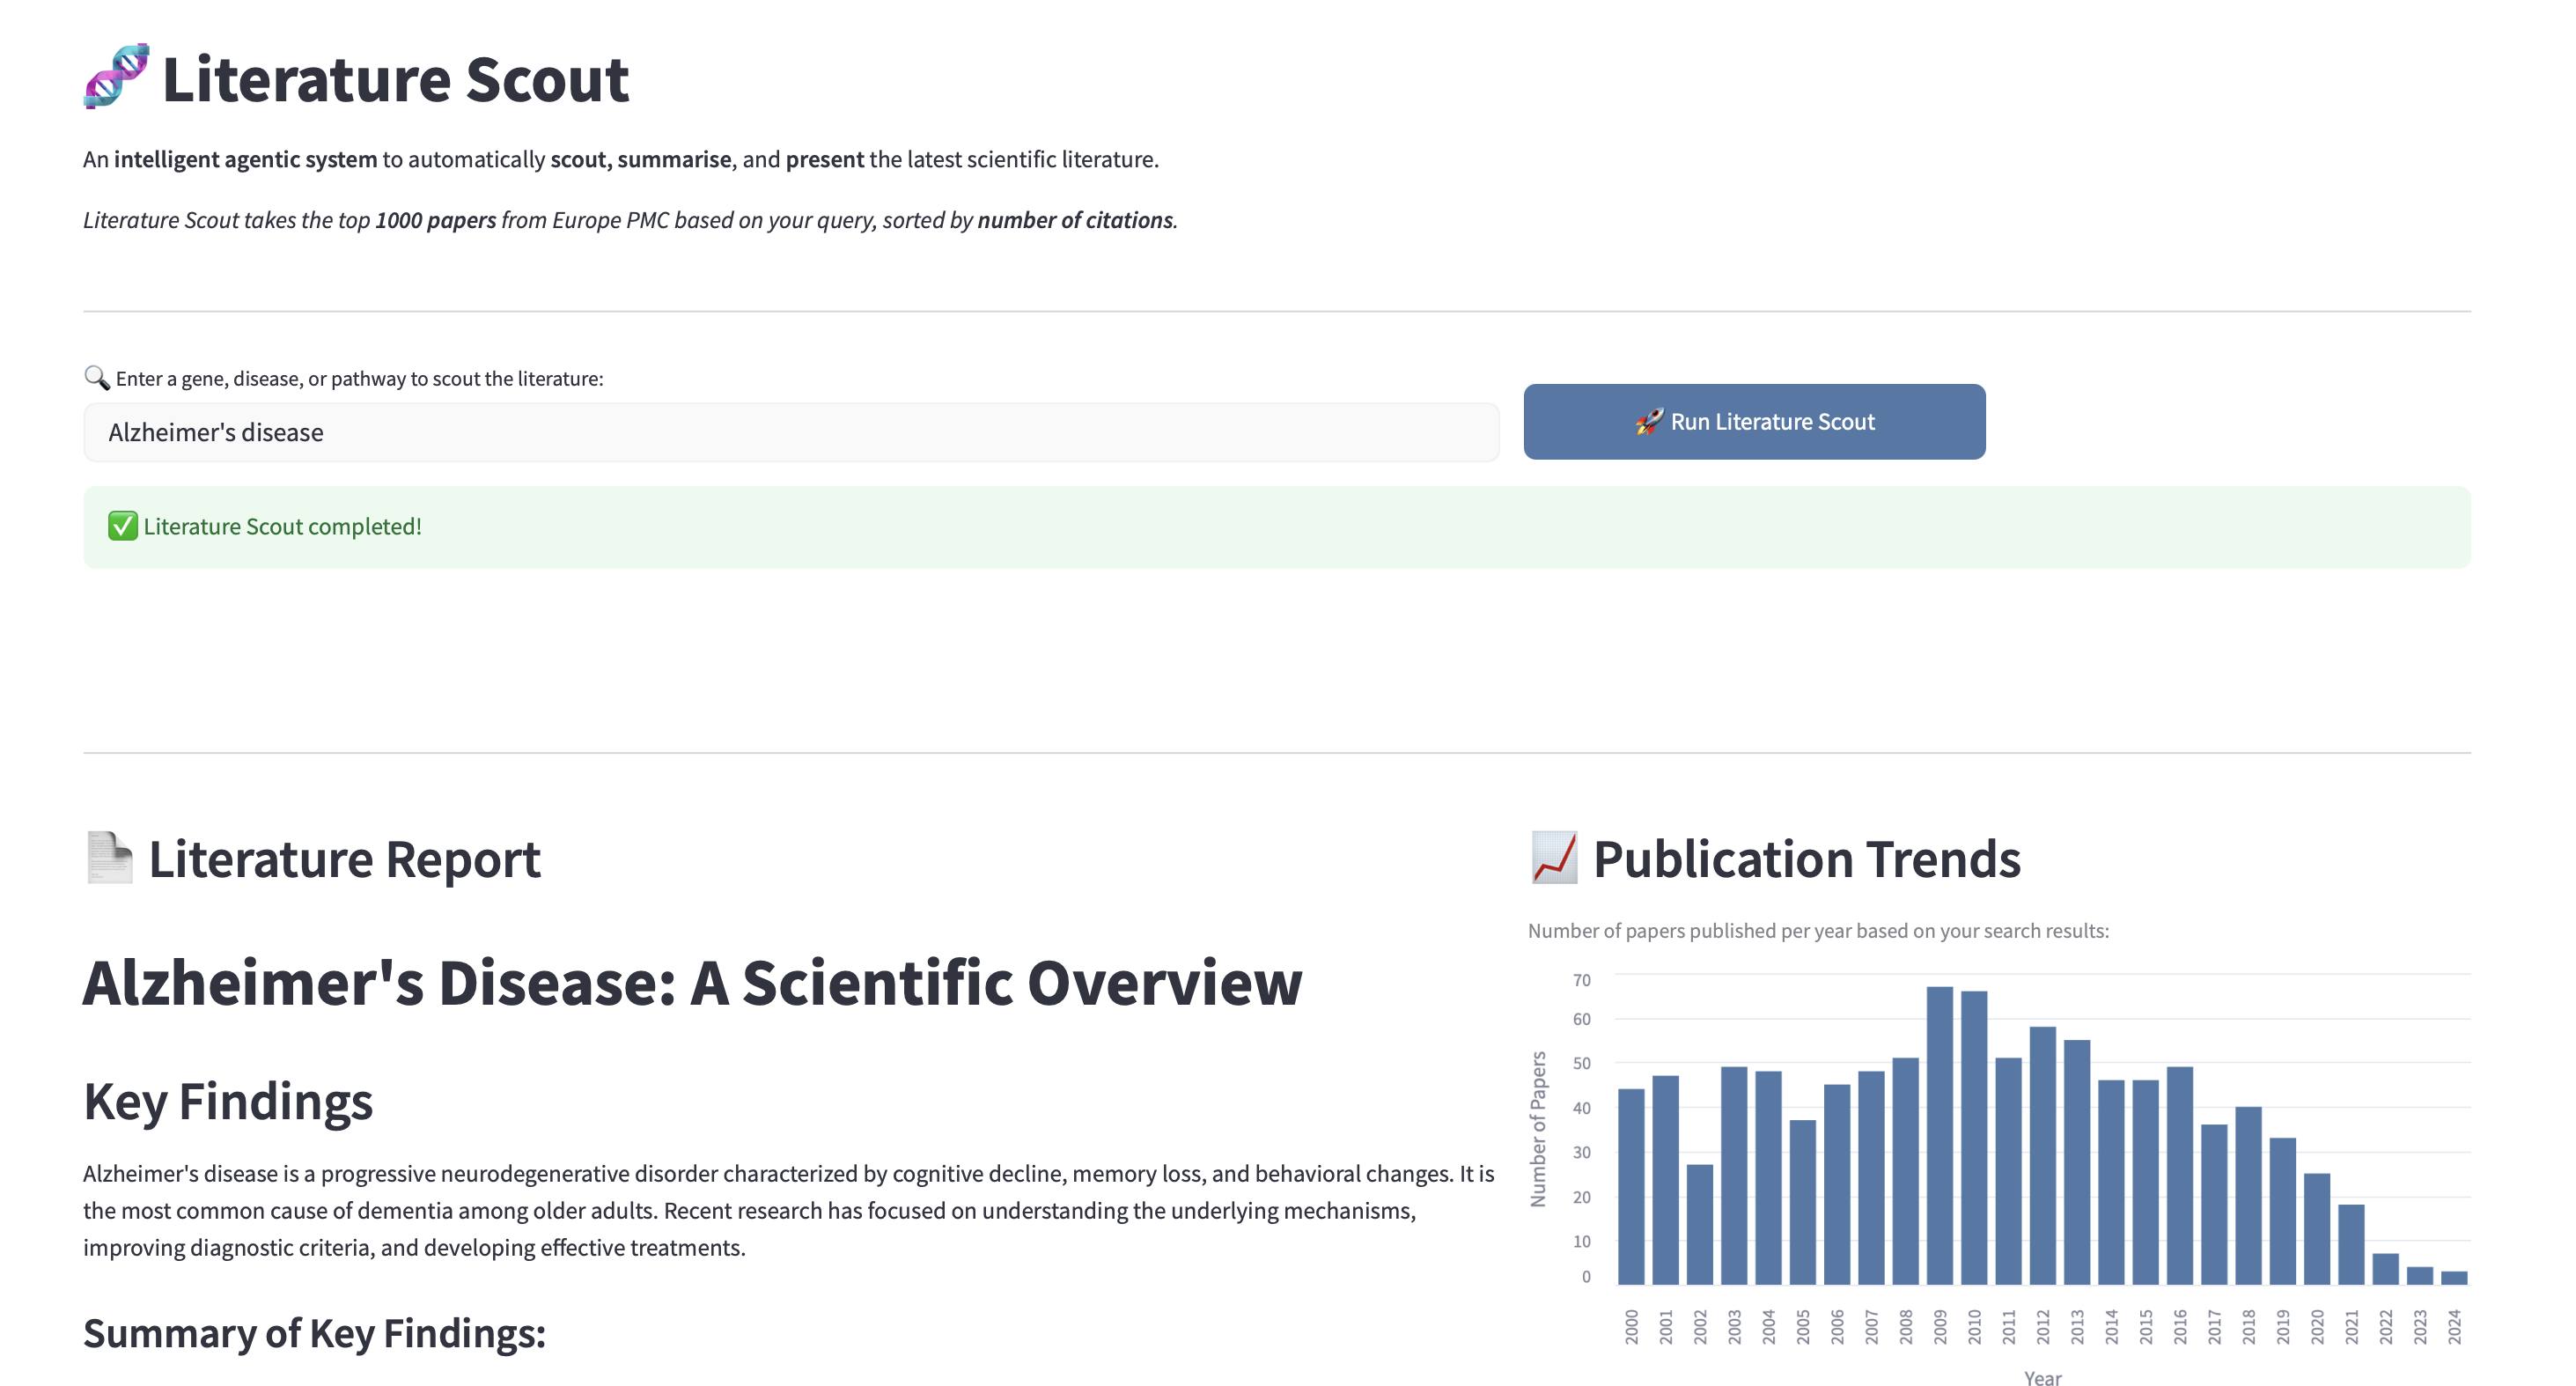 Literature Scout
An intelligent agentic system to automatically scout, summarise, and present the latest scientific literature.
Literature Scout takes the top 1000 papers from Europe PMC based on your query, sorted by number of citations.
Enter a gene, disease, or pathway to scout the literature:
Alzheimer's disease
Run Literature Scout
Literature Scout completed!
Literature Report
Alzheimer's Disease: A Scientific Overview
Key Findings
Alzheimer's disease is a progressive neurodegenerative disorder characterized by cognitive decline, memory loss, and behavioral changes. It is
the most common cause of dementia among older adults. Recent research has focused on understanding the underlying mechanisms,
improving diagnostic criteria, and developing effective treatments.
Summary of Key Findings:
Publication Trends
Number of papers published per year based on your search results:
Number of Papers
70
60
50
40
30
20
10
0
2000 2001 2002 2003 2004 2005 2006 2007 2008 2009 2010 2011 2012 2013 2014 2015 2016 2017 2018 2019 2020 2021 2022 2023 2024
Year